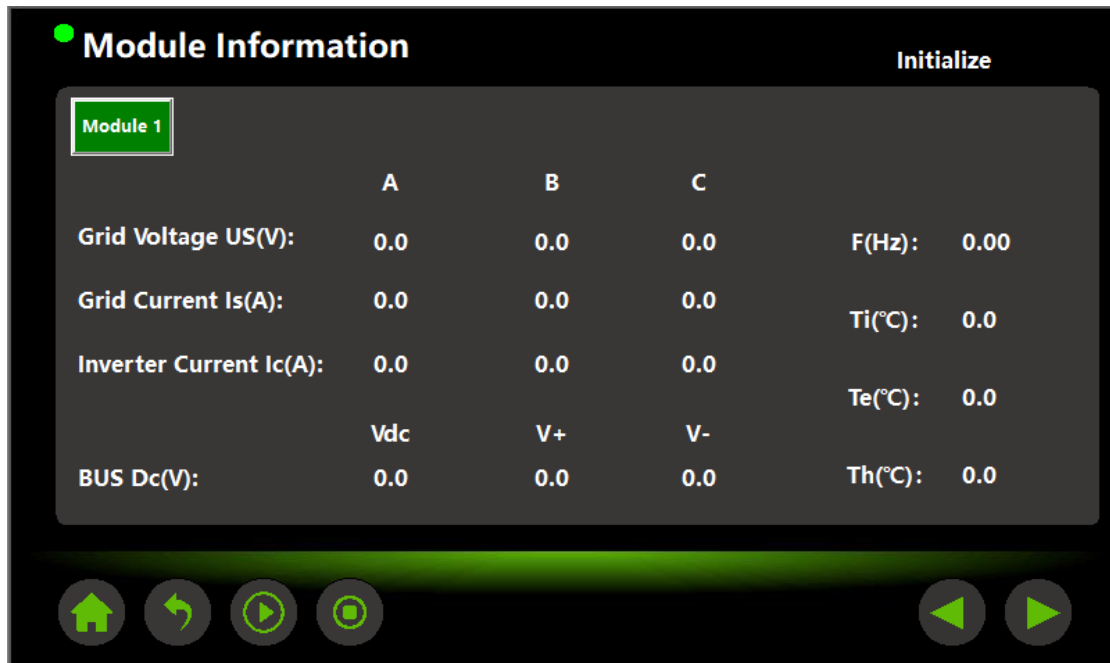 Module Information
Initialize
Module 1
A B C
Grid Voltage US(V): 0.0 0.0 0.0 F(Hz): 0.00
Grid Current Is(A): 0.0 0.0 0.0
Ti(℃): 0.0
Inverter Current Ic(A): 0.0 0.0 0.0
Te(℃): 0.0
Vdc V+ V-
BUS Dc(V): 0.0 0.0 0.0 Th(℃): 0.0